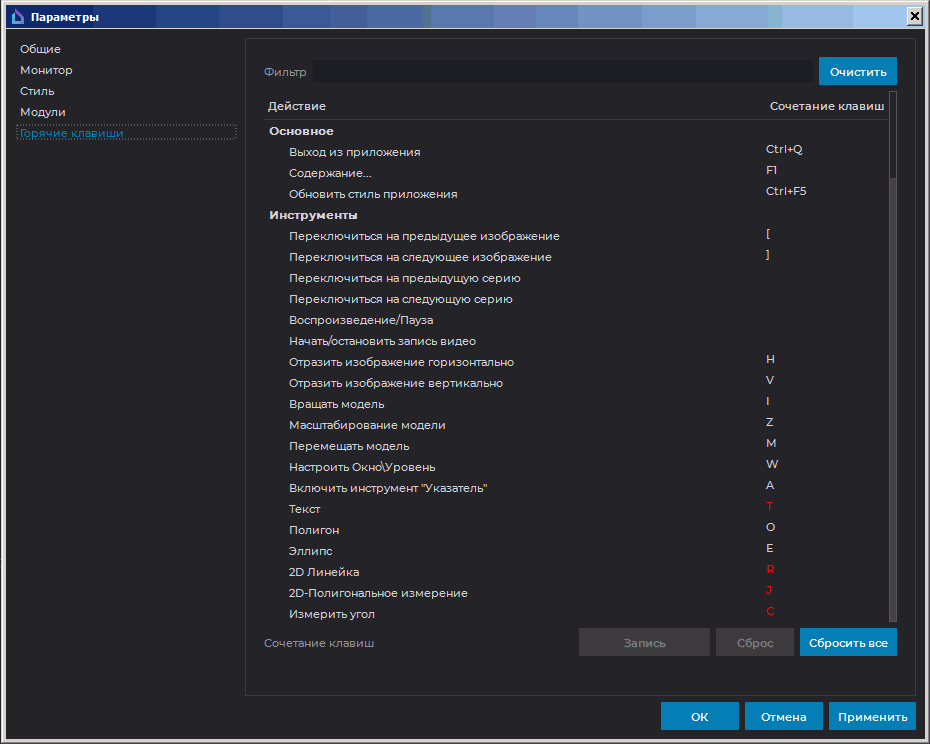 Параметры
Общие
Монитор
Стиль
Модули
Горячие клавиши
Фильтр Очистить
Действие Сочетание клавиш
Основное
Выход из приложения Ctrl+Q
Содержание... F1
Обновить стиль приложения Ctrl+F5
Инструменты
Переключиться на предыдущее изображение [
Переключиться на следующее изображение ]
Переключиться на предыдущую серию
Переключиться на следующую серию
Воспроизведение/Пауза
Начать/остановить запись видео
Отразить изображение горизонтально H
Отразить изображение вертикально V
Вращать модель I
Масштабирование модели Z
Перемещать модель M
Настроить Окно\Уровень W
Включить инструмент "Указатель" A
Текст T
Полигон O
Эллипс E
2D Линейка R
2D-Полигональное измерение J
Измерить угол C
Сочетание клавиш Запись Сброс Сбросить все
ОК Отмена Применить